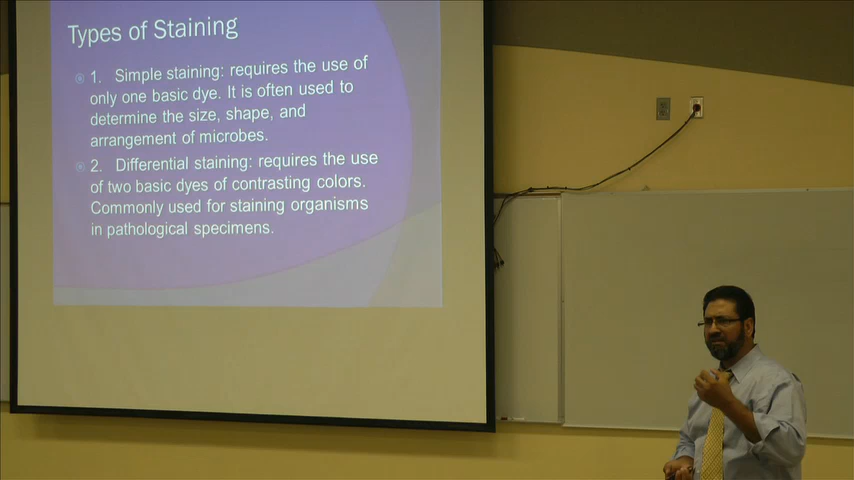 Types of Staining
1. Simple staining: requires the use of
only one basic dye. It is often used to
determine the size, shape, and
arrangement of microbes.
2. Differential staining: requires the use
of two basic dyes of contrasting colors.
Commonly used for staining organisms
in pathological specimens.